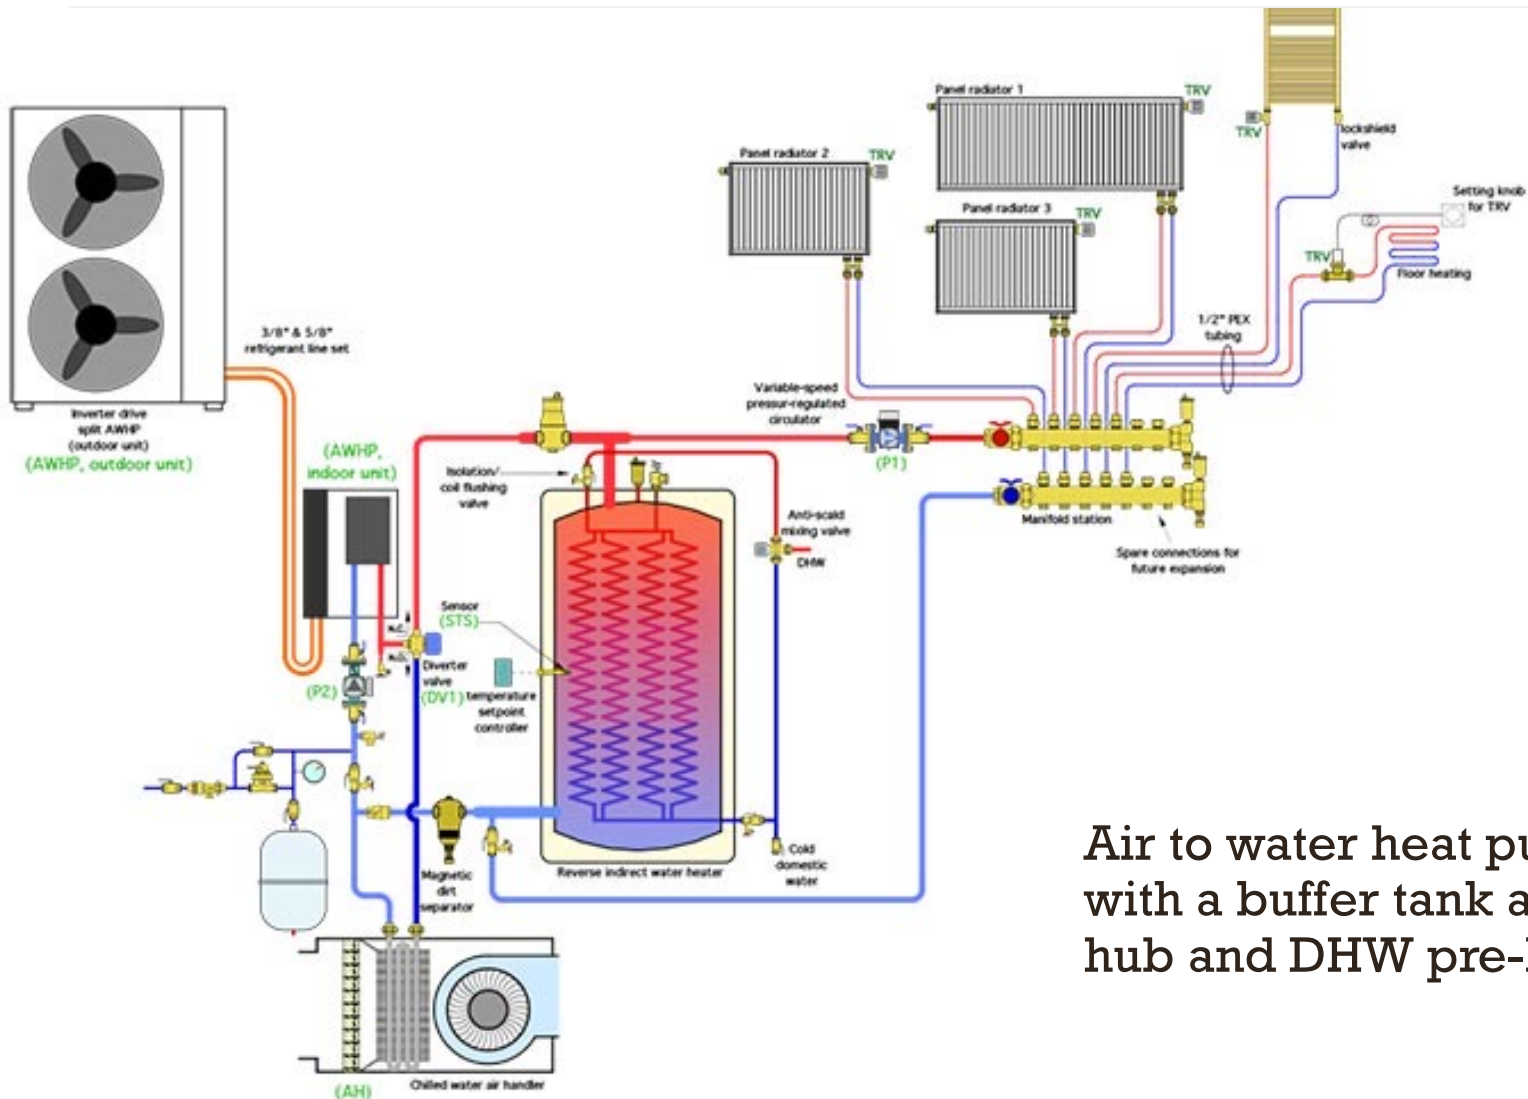 Panel radiator 1
TRV
TRV
lockshield
valve
Panel radiator 2
TRV
Setting knob
for TRV
Panel radiator 3
TRV
TRV
Floor heating
1/2" PEX
tubing
3/8" & 5/8"
refrigerant line set
Variable-speed
pressur-regulated
circulator
(P1)
Inverter drive
split AWHP
(outdoor unit)
(AWHP, outdoor unit)
(AWHP,
indoor unit)
Isolation/
coil flushing
valve
Anti-scald
mixing valve
DHW
Manifold station
Spare connections for
future expansion
Sensor
(STS)
N.C.
N.O.
Diverter
valve
(DV1)
temperature
setpoint
controller
(P2)
Magnetic
dirt
separator
Reverse indirect water heater
Cold
domestic
water
Air to water heat pu
with a buffer tank a
hub and DHW pre-
(AH)
Chilled water air handler